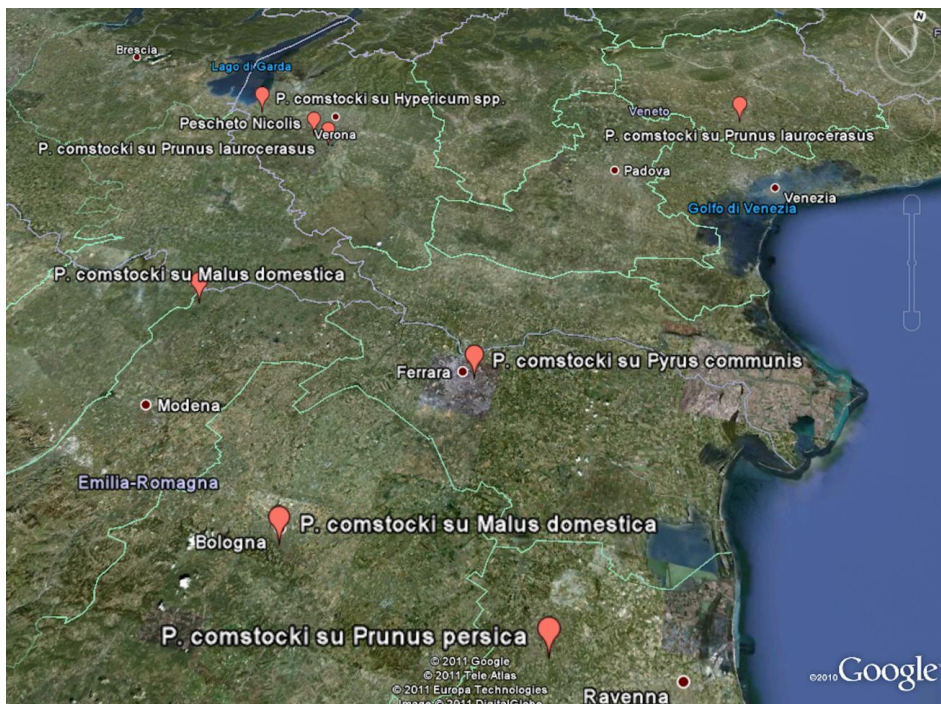 N
Brescia
Lago di Garda
P. comstocki su Hypericum spp.
Pescheto Nicolis
Verona
P. comstocki su Prunus laurocerasus
Veneto
P. comstocki su Prunus laurocerasus
Padova
Venezia
Golfo di Venezia
P. comstocki su Malus domestica
P. comstocki su Pyrus communis
Ferrara
Modena
Emilia-Romagna
P. comstocki su Malus domestica
Bologna
P. comstocki su Prunus persica
© 2011 Google
© 2011 Tele Atlas
© 2011 Europa Technologies
Image © 2011 DigitalGlobe
Ravenna
©2010 Google